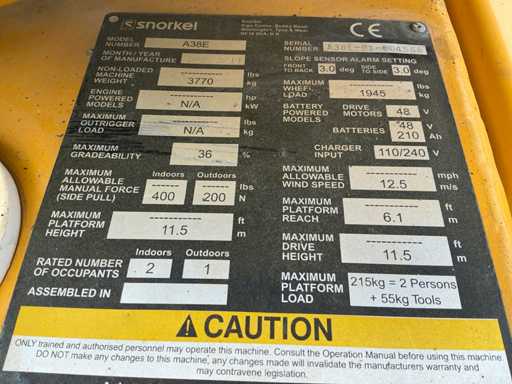 snorkel
CE
MODEL NUMBER A38E
SERIAL NUMBER
MONTH / YEAR OF MANUFACTURE
SLOPE SENSOR ALARM SETTING
FRONT TO BACK 3.0° SIDE TO SIDE 3.0°
NON-LOADED MACHINE WEIGHT ------- lbs
3770 kg
MAXIMUM WHEEL LOAD ------- lbs
1945 kg
ENGINE POWERED MODELS ------- hp
N/A kW
BATTERY POWERED MODELS
DRIVE MOTORS 48 V
BATTERIES 48 V
210 Ah
MAXIMUM OUTRIGGER LOAD ------- lbs
N/A kg
CHARGER INPUT 110/240 V
MAXIMUM GRADEABILITY 36 %
MAXIMUM ALLOWABLE MANUAL FORCE (SIDE PULL)
Indoors Outdoors
------- ------- lbs
400 200 N
MAXIMUM ALLOWABLE WIND SPEED ------- mph
12.5 m/s
MAXIMUM PLATFORM HEIGHT ------- ft
11.5 m
MAXIMUM PLATFORM REACH ------- ft
6.1 m
MAXIMUM DRIVE HEIGHT ------- ft
11.5 m
RATED NUMBER OF OCCUPANTS
Indoors Outdoors
2 1
MAXIMUM PLATFORM LOAD
215kg = 2 Persons
+ 55kg Tools
ASSEMBLED IN
CAUTION
ONLY trained and authorised personnel may operate this machine. Consult the Operation Manual before using this machine.
DO NOT make any changes to this machine. Any changes made will invalidate the manufacturers warranty and
may contravene legislation.